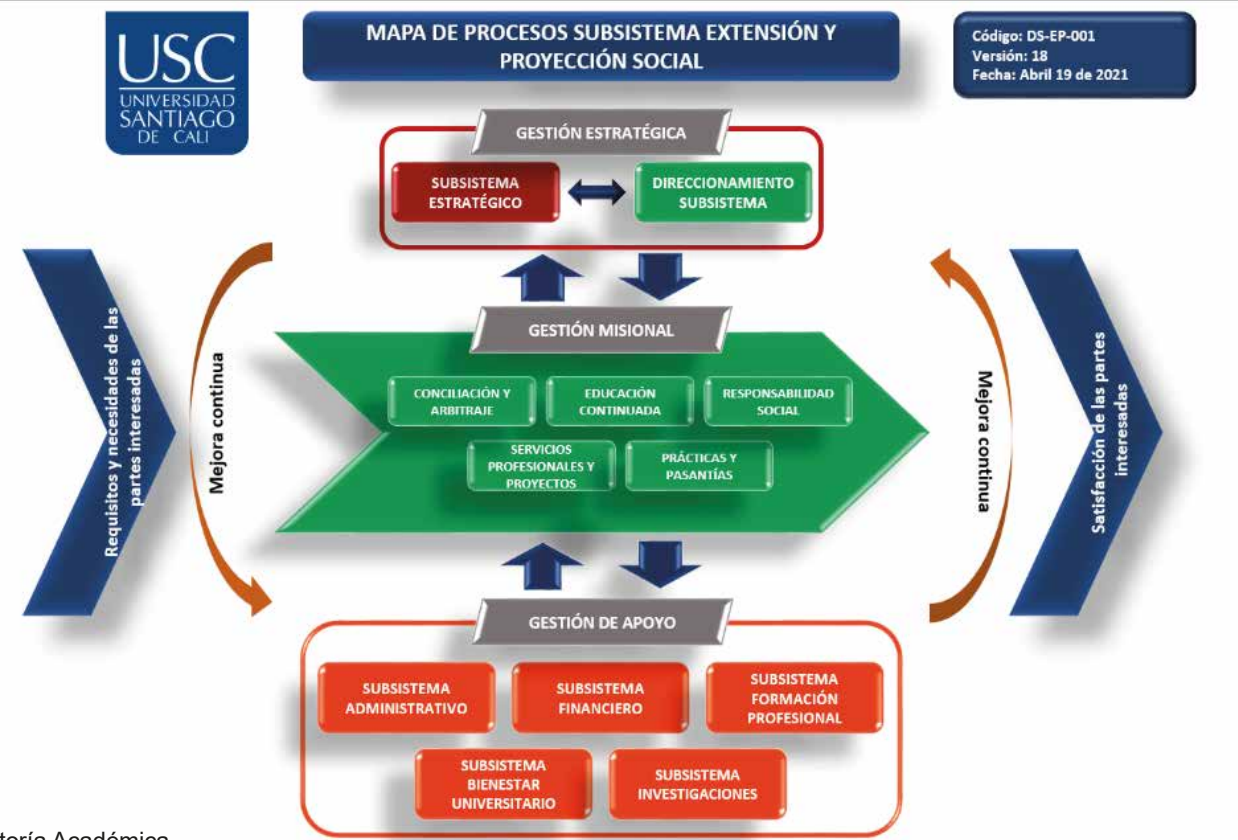 USC
UNIVERSIDAD
SANTIAGO
DE CALI
MAPA DE PROCESOS SUBSISTEMA EXTENSIÓN Y
PROYECCIÓN SOCIAL
Código: DS-EP-001
Versión: 18
Fecha: Abril 19 de 2021
GESTIÓN ESTRATÉGICA
SUBSISTEMA
ESTRATÉGICO
DIRECCIONAMIENTO
SUBSISTEMA
Requisitos y necesidades de las
partes interesadas
Mejora continua
GESTIÓN MISIONAL
CONCILIACIÓN Y
ARBITRAJE
EDUCACIÓN
CONTINUADA
RESPONSABILIDAD
SOCIAL
SERVICIOS
PROFESIONALES Y
PROYECTOS
PRÁCTICAS Y
PASANTÍAS
Mejora continua
Satisfacción de las partes
interesadas
GESTIÓN DE APOYO
SUBSISTEMA
ADMINISTRATIVO
SUBSISTEMA
FINANCIERO
SUBSISTEMA
FORMACIÓN
PROFESIONAL
SUBSISTEMA
BIENESTAR
UNIVERSITARIO
SUBSISTEMA
INVESTIGACIONES
Académica